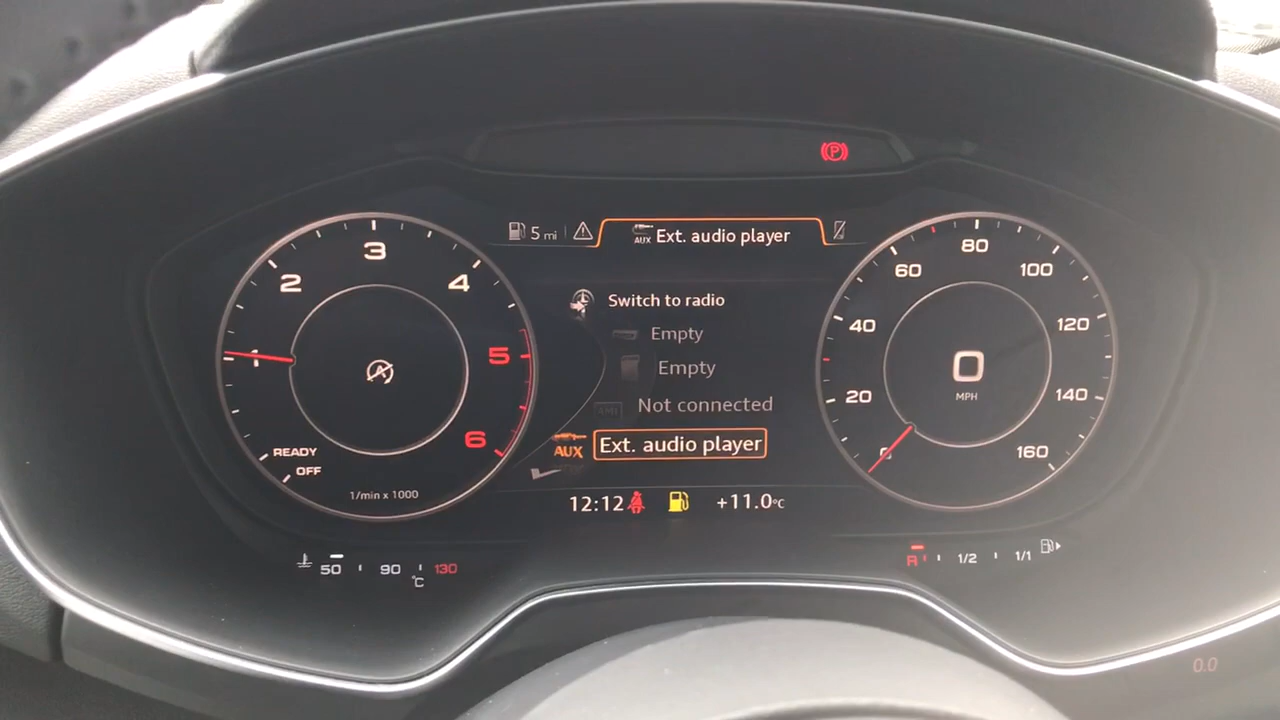 P
5 mi
AUX Ext. audio player
Switch to radio
Empty
Empty
AMI Not connected
AUX Ext. audio player
12:12
+11.0°C
1
2
3
4
5
6
READY
OFF
1/min x 1000
A
0
20
40
60
80
100
120
140
160
0
MPH
50 90 130
°C
R 1/2 1/1
0.0